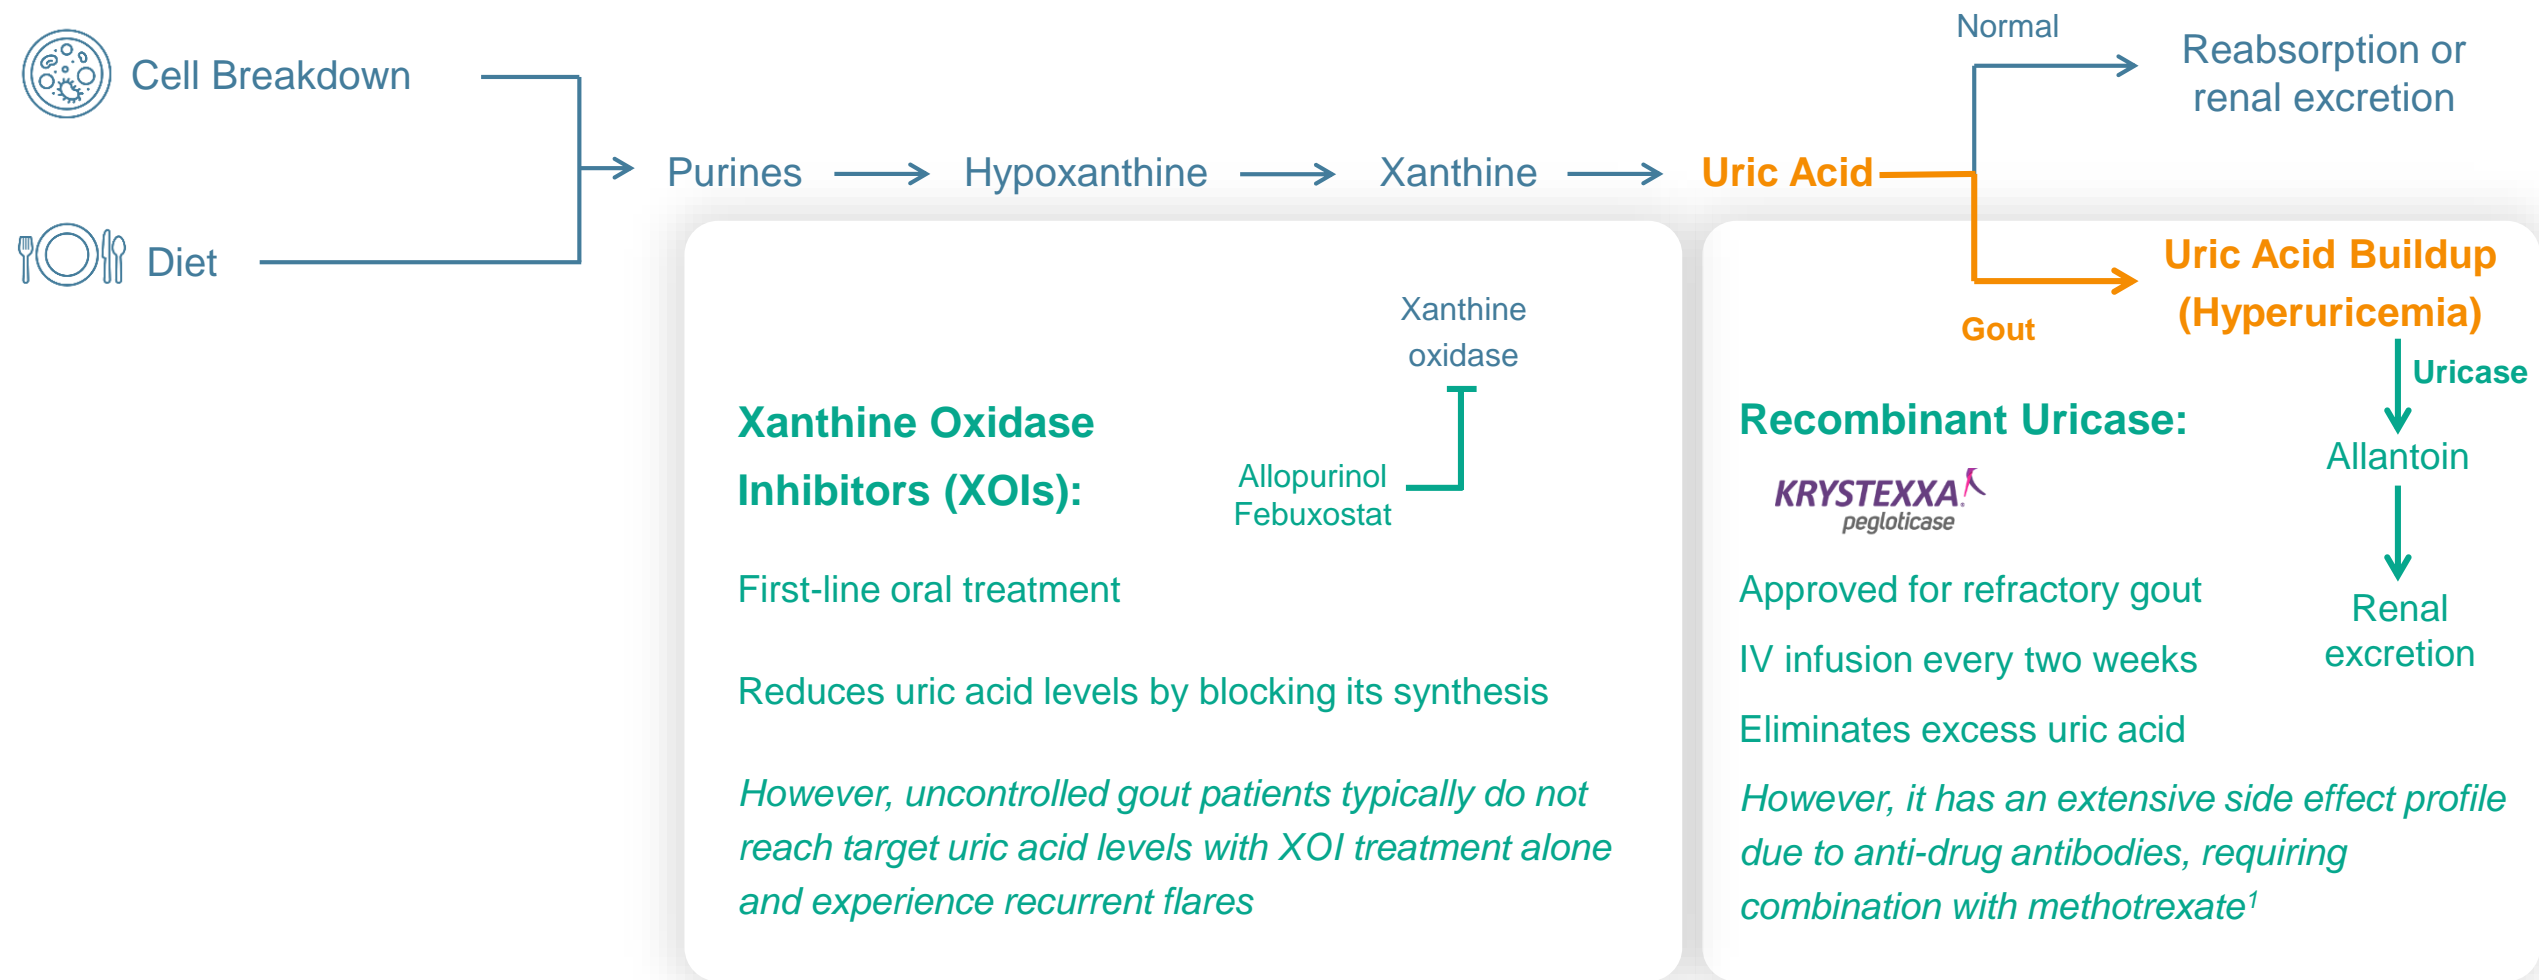 Cell Breakdown
Diet
Purines
Hypoxanthine
Xanthine
Uric Acid
Normal
Reabsorption or
renal excretion
Gout
Uric Acid Buildup
(Hyperuricemia)
Uricase
Allantoin
Renal
excretion
Xanthine
oxidase
Xanthine Oxidase
Inhibitors (XOIs):
Allopurinol
Febuxostat
First-line oral treatment
Reduces uric acid levels by blocking its synthesis
However, uncontrolled gout patients typically do not
reach target uric acid levels with XOI treatment alone
and experience recurrent flares
Recombinant Uricase:
KRYSTEXXA®
pegloticase
Approved for refractory gout
IV infusion every two weeks
Eliminates excess uric acid
However, it has an extensive side effect profile
due to anti-drug antibodies, requiring
combination with methotrexate¹